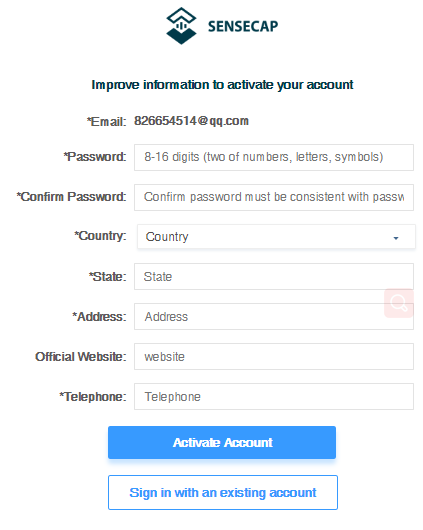 SENSECAP
Improve information to activate your account
*Email: 826654514@qq.com
*Password: 8-16 digits (two of numbers, letters, symbols)
*Confirm Password: Confirm password must be consistent with passw
*Country: Country
*State: State
*Address: Address
Official Website: website
*Telephone: Telephone
Activate Account
Sign in with an existing account